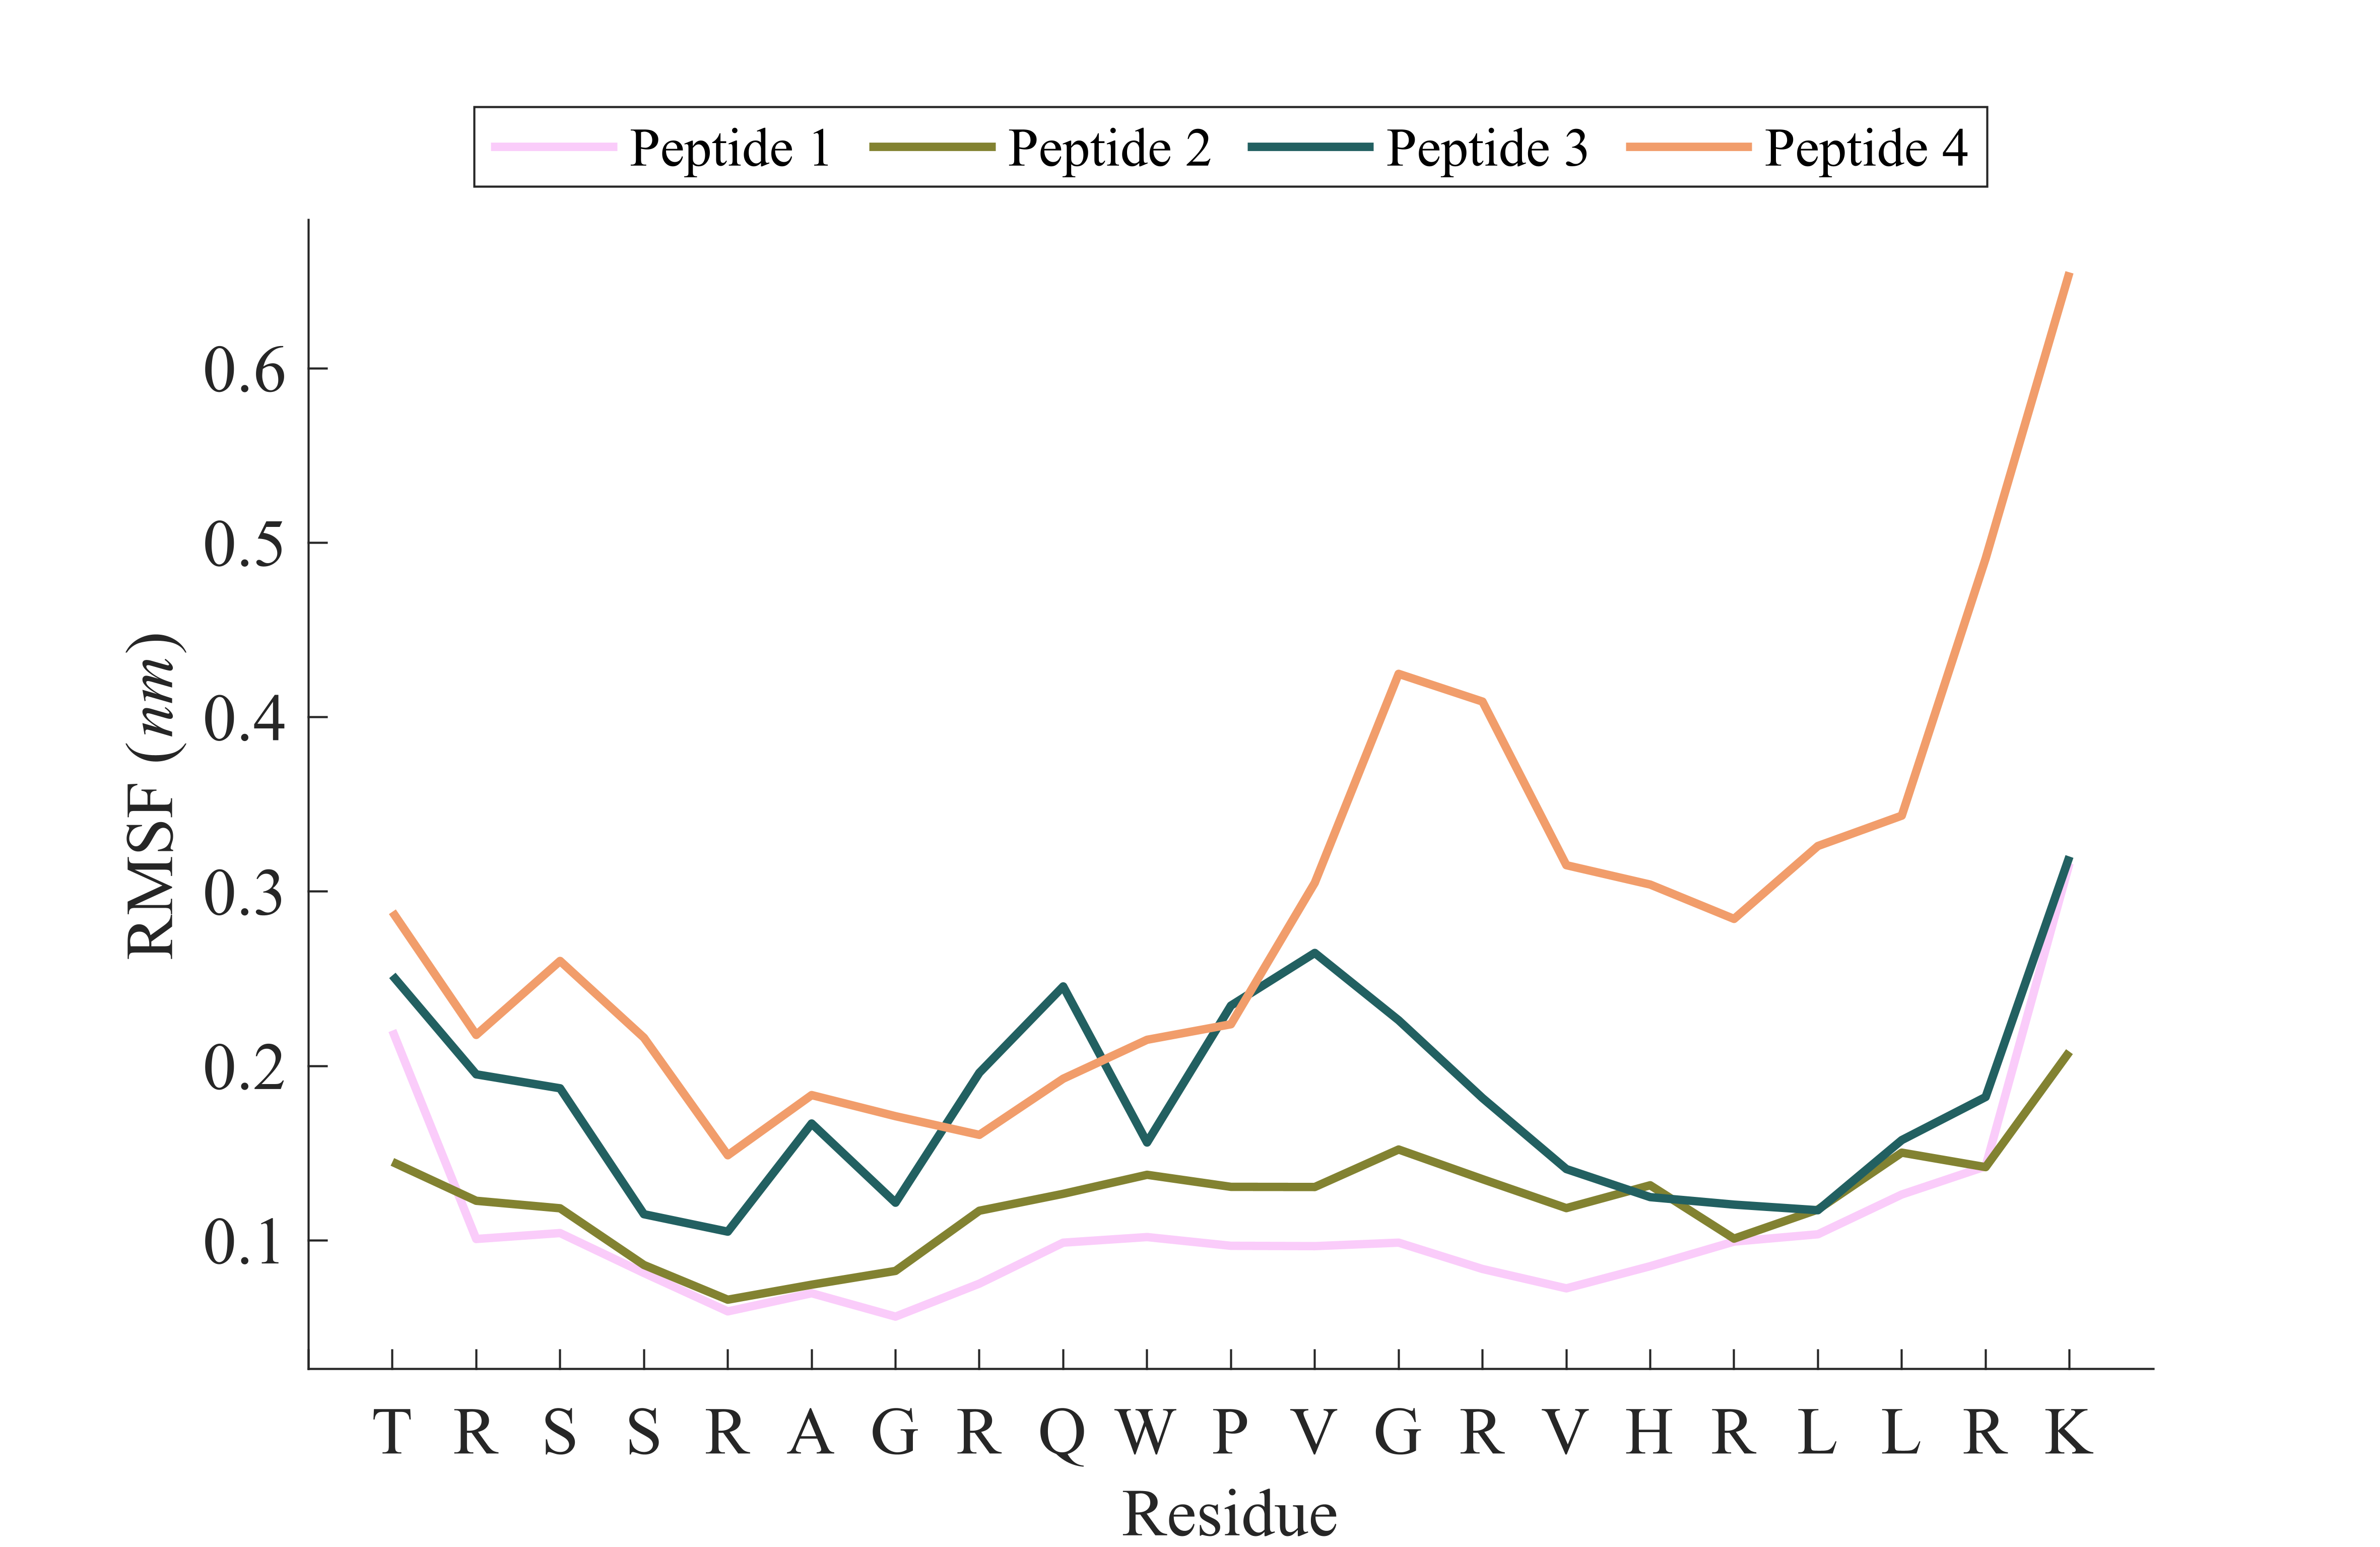 Peptide 1 Peptide 2 Peptide 3 Peptide 4
0.6
0.5
0.4
0.3
0.2
0.1
RMSF (nm)
T R S S R A G R Q W P V G R V H R L L R K
Residue